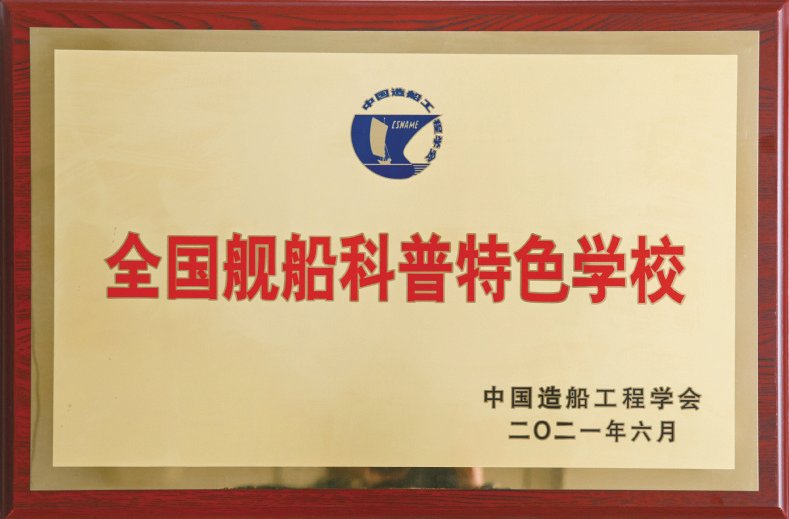 中国造船工程学会
CSNAME
全国舰船科普特色学校
中国造船工程学会
二〇二一年六月